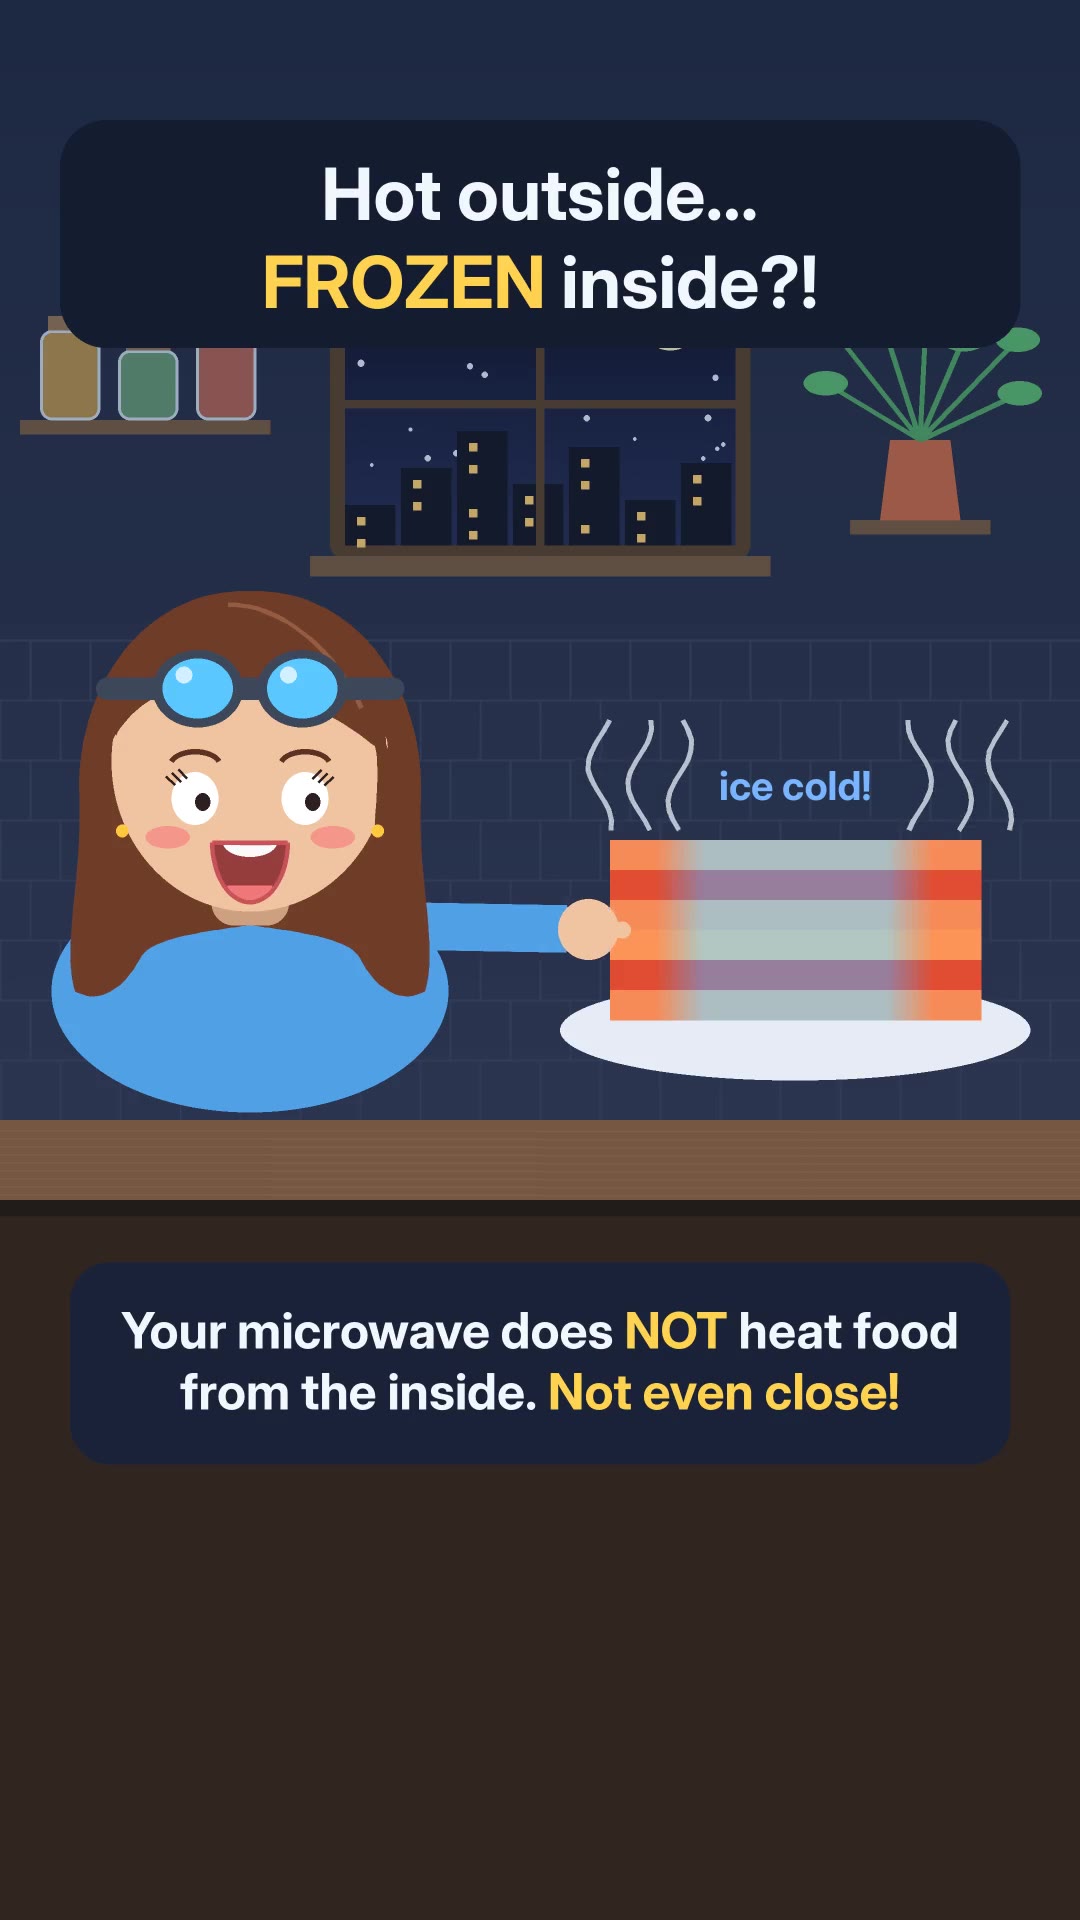 Hot outside...
FROZEN inside?!
ice cold!
Your microwave does NOT heat food
from the inside. Not even close!